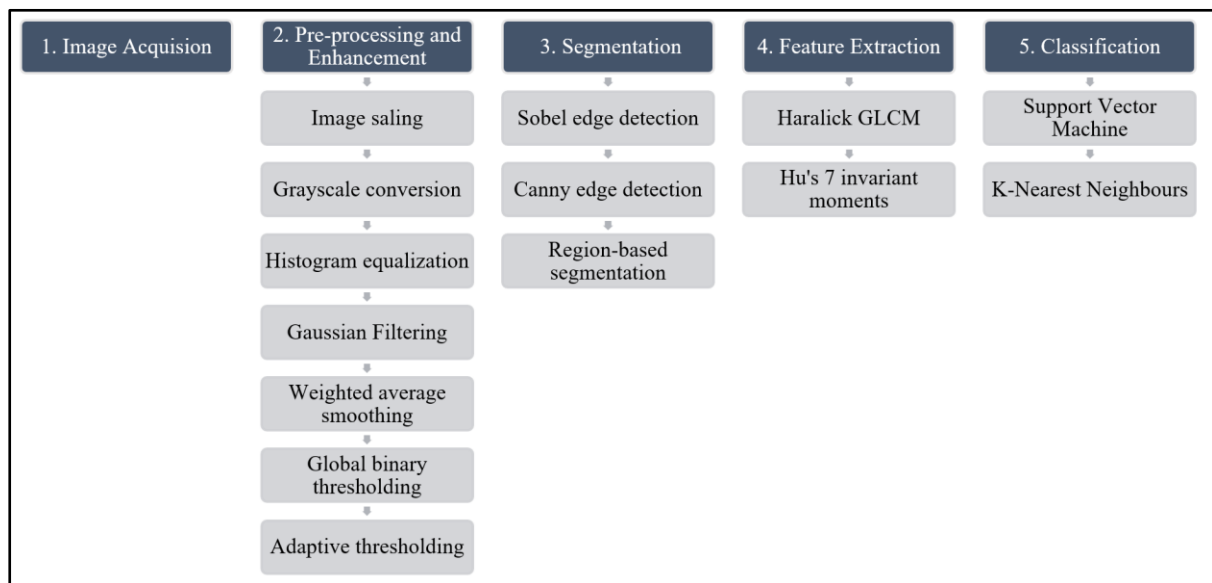 1. Image Acquision
2. Pre-processing and
Enhancement
Image saling
Grayscale conversion
Histogram equalization
Gaussian Filtering
Weighted average
smoothing
Global binary
thresholding
Adaptive thresholding
3. Segmentation
Sobel edge detection
Canny edge detection
Region-based
segmentation
4. Feature Extraction
Haralick GLCM
Hu's 7 invariant
moments
5. Classification
Support Vector
Machine
K-Nearest Neighbours